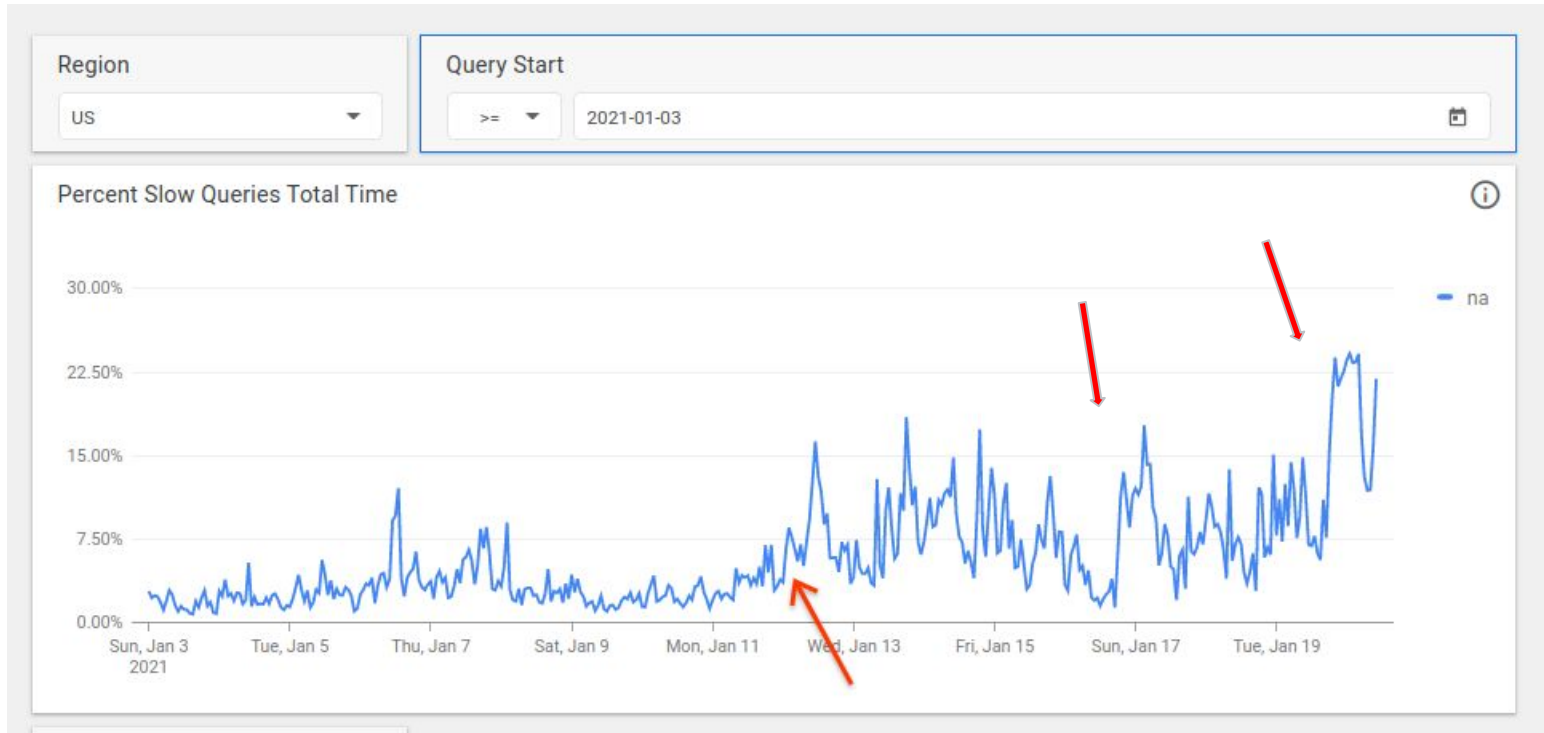 Region
Query Start
US
>=
2021-01-03
Percent Slow Queries Total Time
30.00%
22.50%
15.00%
7.50%
0.00%
na
Sun, Jan 3
2021
Tue, Jan 5
Thu, Jan 7
Sat, Jan 9
Mon, Jan 11
Wed, Jan 13
Fri, Jan 15
Sun, Jan 17
Tue, Jan 19